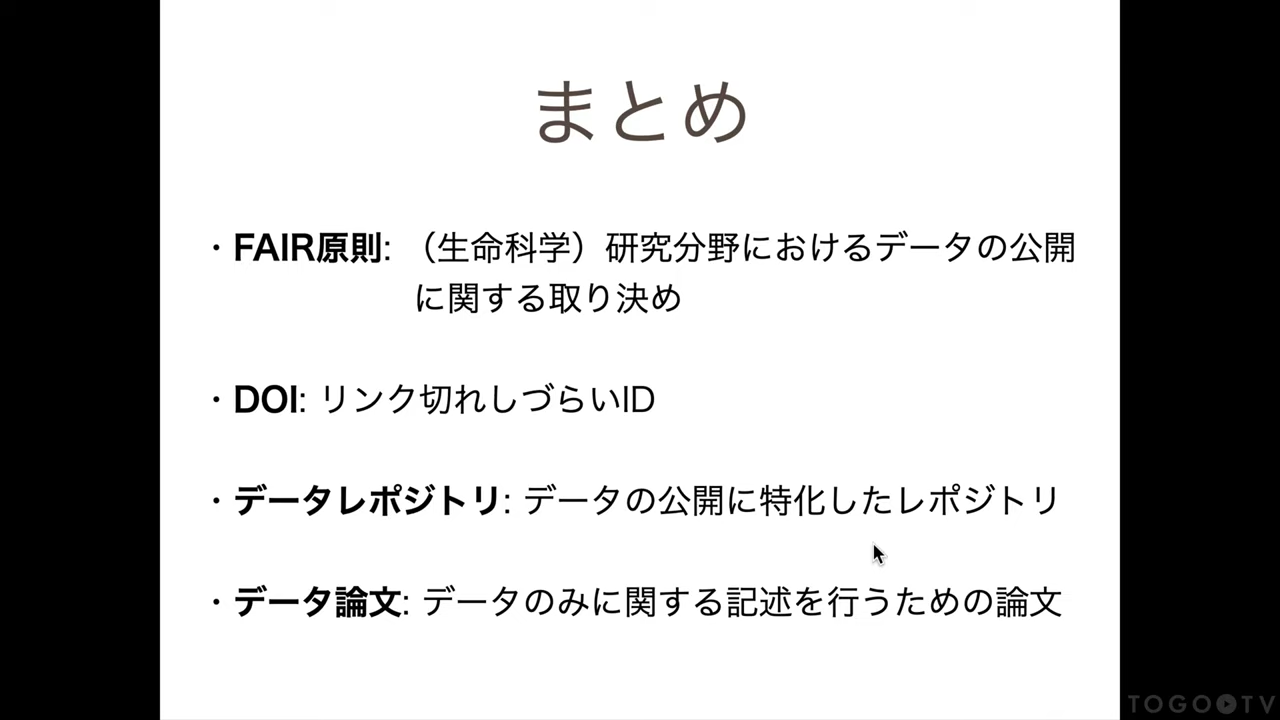 まとめ
・FAIR原則: （生命科学）研究分野におけるデータの公開
に関する取り決め
・DOI: リンク切れしづらいID
・データレポジトリ: データの公開に特化したレポジトリ
・データ論文: データのみに関する記述を行うための論文
TOGO TV